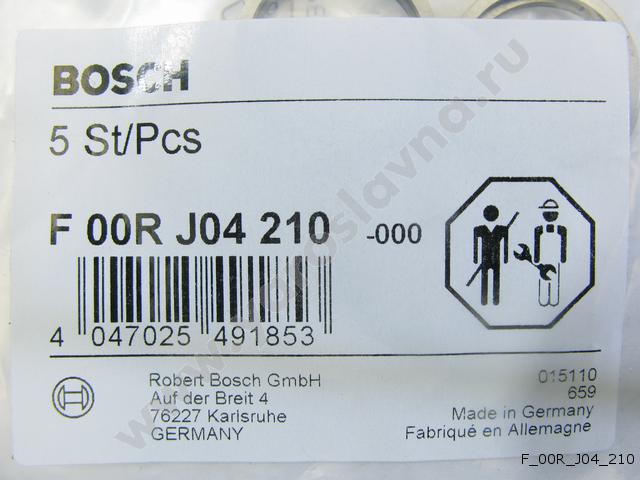 BOSCH
5 St/Pcs
F 00R J04 210 -000
4 047025 491853
Robert Bosch GmbH
Auf der Breit 4
76227 Karlsruhe
GERMANY
015110
659
Made in Germany
Fabriqué en Allemagne
F_00R_J04_210